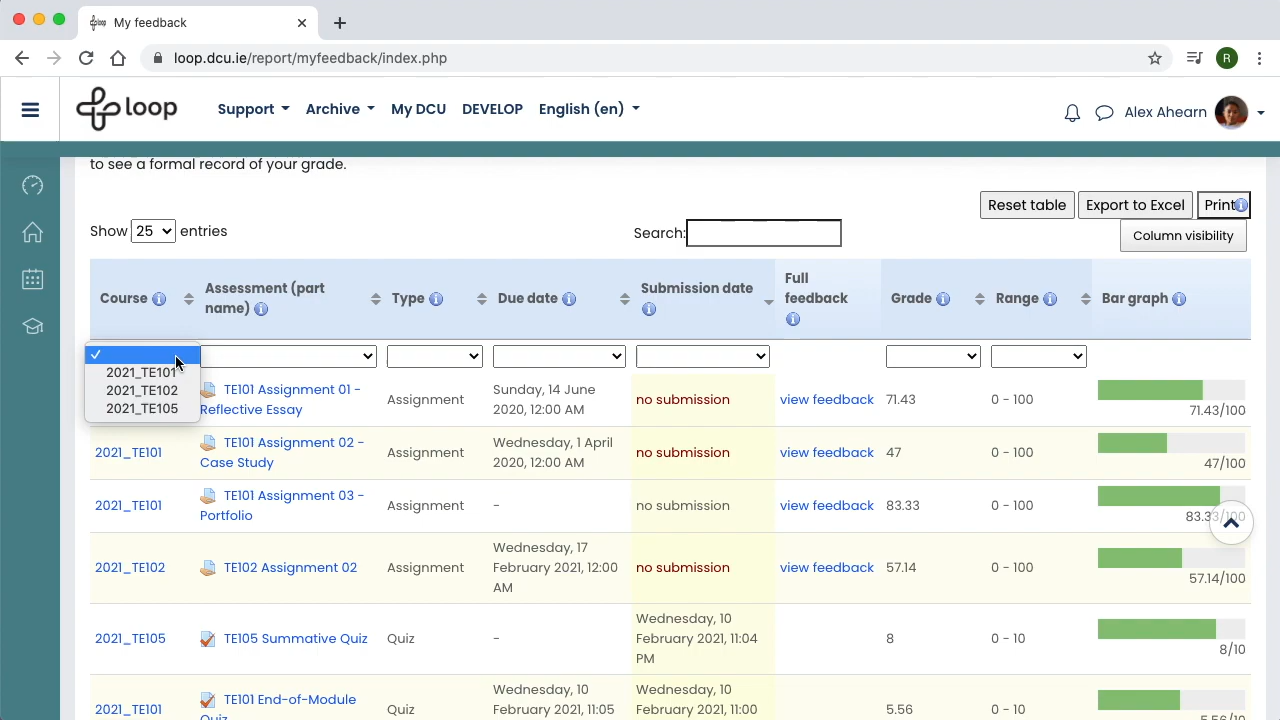 My feedback
loop.dcu.ie/report/myfeedback/index.php
R
loop
Support
Archive
My DCU
DEVELOP
English (en)
Alex Ahearn
to see a formal record of your grade.
Reset table
Export to Excel
Print
Show 25 entries
Search:
Column visibility
Course
Assessment (part
name)
Type
Due date
Submission date
Full
feedback
Grade
Range
Bar graph
2021_TE101
2021_TE102
2021_TE105
TE101 Assignment 01 -
Reflective Essay
Assignment
Sunday, 14 June
2020, 12:00 AM
no submission
view feedback
71.43
0 - 100
71.43/100
2021_TE101
TE101 Assignment 02 -
Case Study
Assignment
Wednesday, 1 April
2020, 12:00 AM
no submission
view feedback
47
0 - 100
47/100
2021_TE101
TE101 Assignment 03 -
Portfolio
Assignment
-
no submission
view feedback
83.33
0 - 100
83.33/100
2021_TE102
TE102 Assignment 02
Assignment
Wednesday, 17
February 2021, 12:00
AM
no submission
view feedback
57.14
0 - 100
57.14/100
2021_TE105
TE105 Summative Quiz
Quiz
-
Wednesday, 10
February 2021, 11:04
PM
8
0 - 10
8/10
2021_TE101
TE101 End-of-Module
Quiz
Quiz
Wednesday, 10
February 2021, 11:05
Wednesday, 10
February 2021, 11:00
5.56
0 - 10
5.56/10